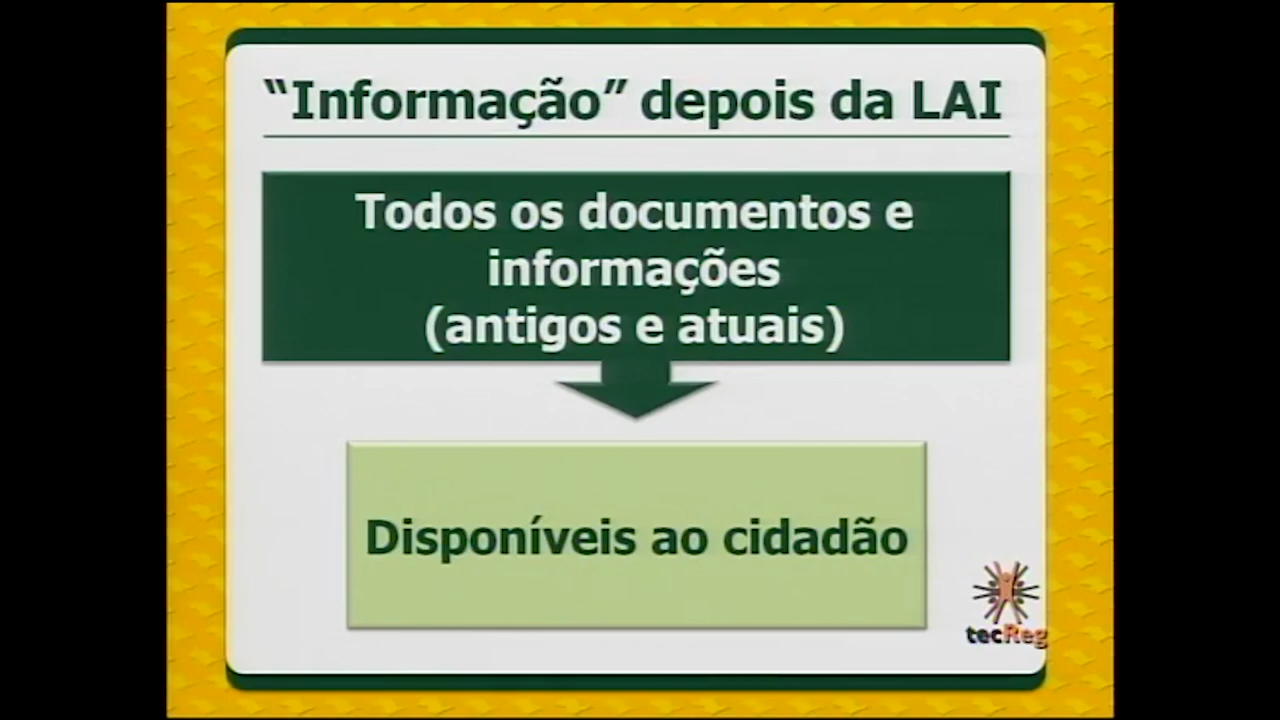 “Informação” depois da LAI
Todos os documentos e
informações
(antigos e atuais)
Disponíveis ao cidadão
tecReg